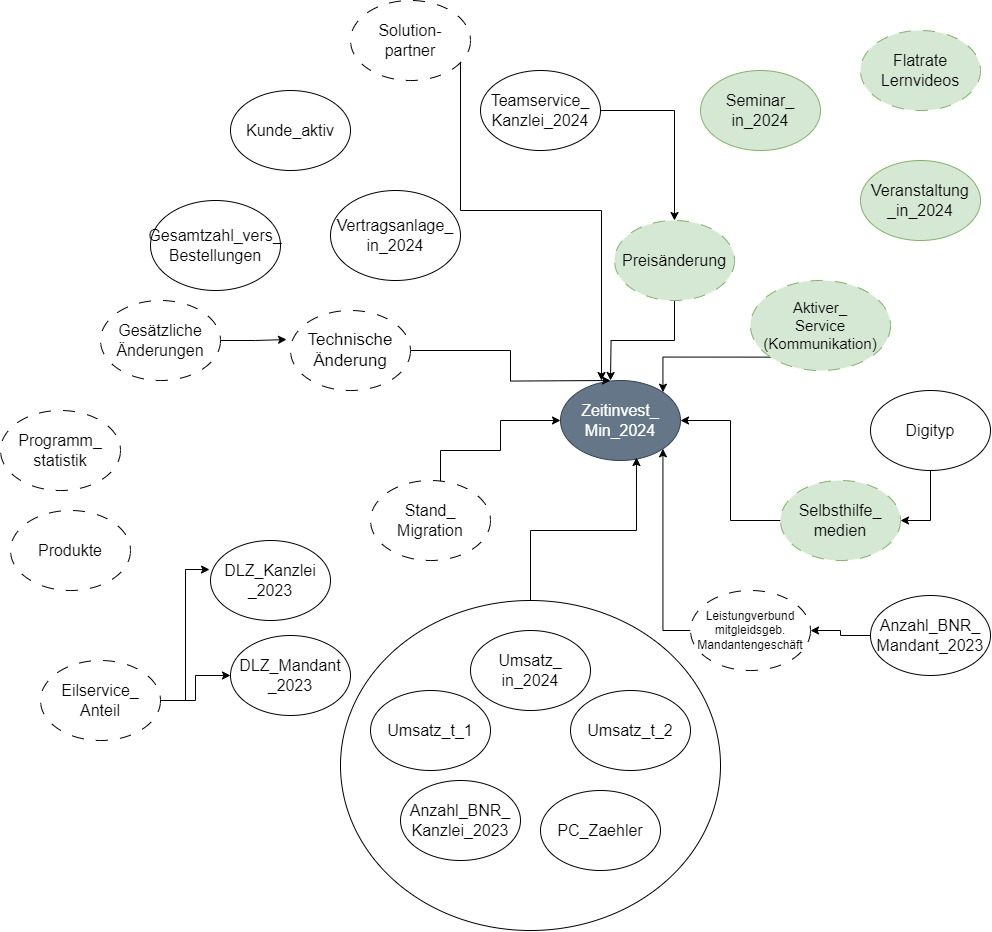 Solution-
partner
Flatrate
Lernvideos
Teamservice_
Kanzlei_2024
Seminar_
in_2024
Kunde_aktiv
Veranstaltung
_in_2024
Vertragsanlage_
in_2024
Gesamtzahl_vers_
Bestellungen
Preisänderung
Aktiver_
Service
(Kommunikation)
Gesätzliche
Änderungen
Technische
Änderung
Zeitinvest_
Min_2024
Digityp
Programm_
statistik
Stand_
Migration
Selbsthilfe_
medien
Produkte
DLZ_Kanzlei
_2023
Leistungverbund
mitgleidsgeb.
Mandantengeschäft
Anzahl_BNR_
Mandant_2023
DLZ_Mandant
_2023
Eilservice_
Anteil
Umsatz_
in_2024
Umsatz_t_1
Umsatz_t_2
Anzahl_BNR_
Kanzlei_2023
PC_Zaehler